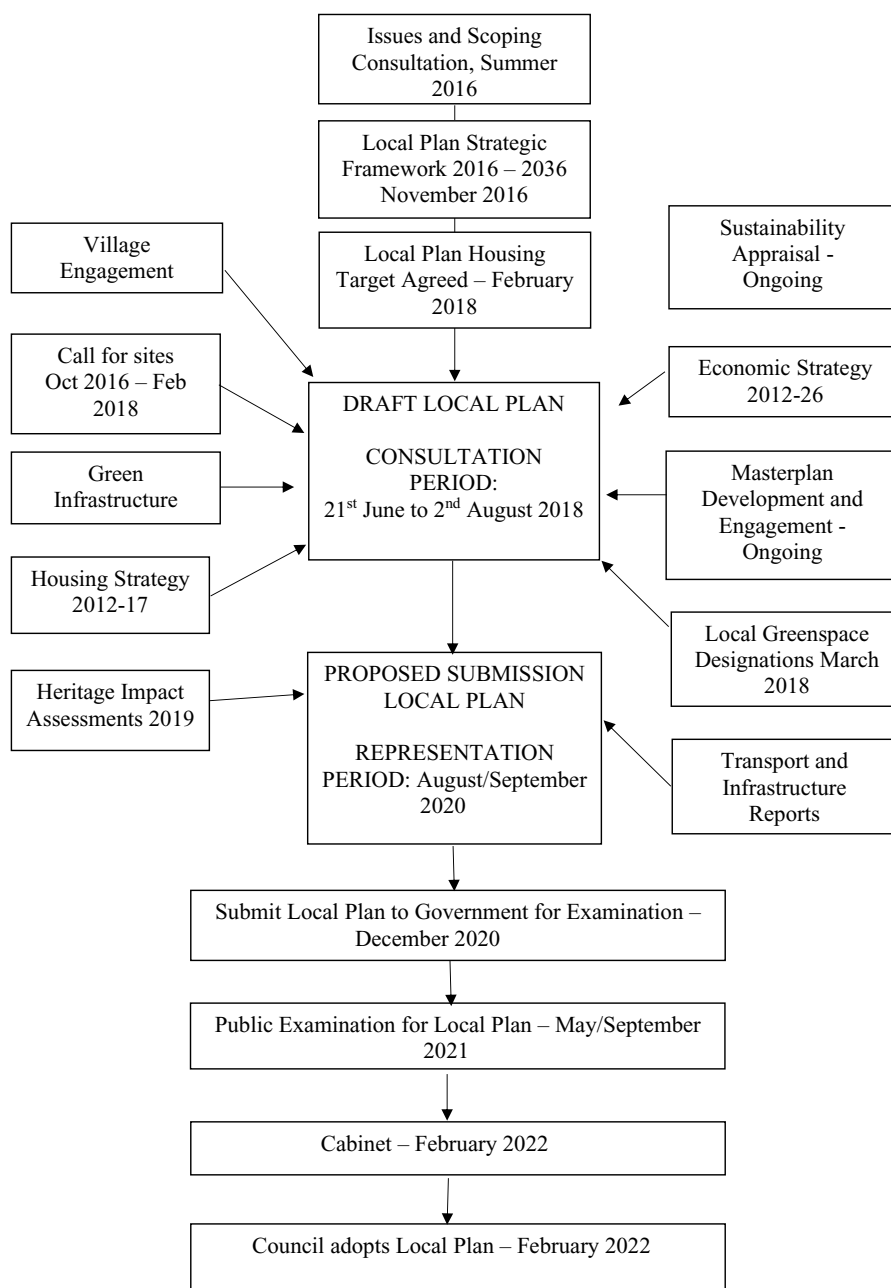 Issues and Scoping
Consultation, Summer
2016
Local Plan Strategic
Framework 2016 – 2036
November 2016
Local Plan Housing
Target Agreed – February
2018
Village
Engagement
Call for sites
Oct 2016 – Feb
2018
Green
Infrastructure
Housing Strategy
2012-17
Sustainability
Appraisal -
Ongoing
Economic Strategy
2012-26
Masterplan
Development and
Engagement -
Ongoing
Local Greenspace
Designations March
2018
DRAFT LOCAL PLAN
CONSULTATION
PERIOD:
21st June to 2nd August 2018
Heritage Impact
Assessments 2019
PROPOSED SUBMISSION
LOCAL PLAN
REPRESENTATION
PERIOD: August/September
2020
Transport and
Infrastructure
Reports
Submit Local Plan to Government for Examination –
December 2020
Public Examination for Local Plan – May/September
2021
Cabinet – February 2022
Council adopts Local Plan – February 2022